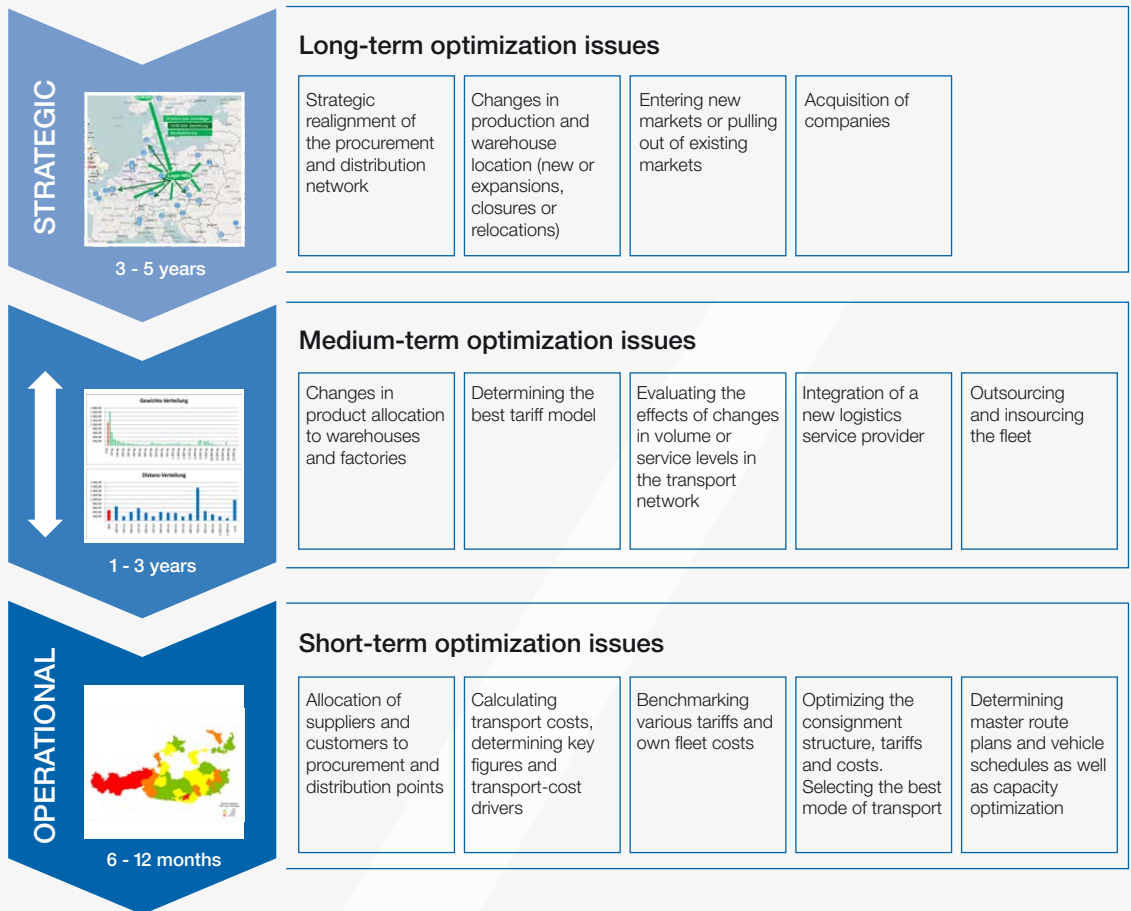 STRATEGIC
3 - 5 years
Long-term optimization issues
Strategic
realignment of
the procurement
and distribution
network
Changes in
production and
warehouse
location (new or
expansions,
closures or
relocations)
Entering new
markets or pulling
out of existing
markets
Acquisition of
companies
Gewichts-Verteilung
Distanz-Verteilung
1 - 3 years
Medium-term optimization issues
Changes in
product allocation
to warehouses
and factories
Determining the
best tariff model
Evaluating the
effects of changes
in volume or
service levels in
the transport
network
Integration of a
new logistics
service provider
Outsourcing
and insourcing
the fleet
OPERATIONAL
6 - 12 months
Short-term optimization issues
Allocation of
suppliers and
customers to
procurement and
distribution points
Calculating
transport costs,
determining key
figures and
transport-cost
drivers
Benchmarking
various tariffs and
own fleet costs
Optimizing the
consignment
structure, tariffs
and costs.
Selecting the best
mode of transport
Determining
master route
plans and vehicle
schedules as well
as capacity
optimization